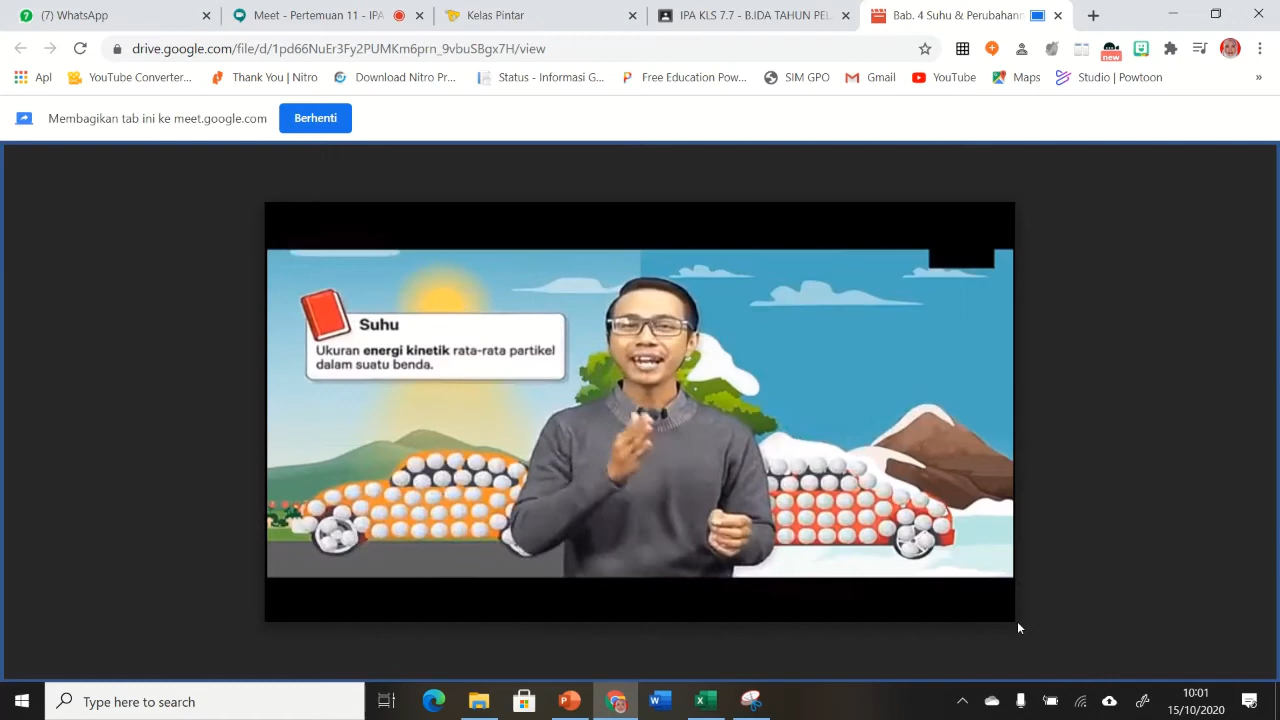 (7) WhatsApp
Meet - Pertemuan 11 - IPA
Kelas Pintar
IPA KLS 7.7 - B.IDA TAHUN PEL
Bab. 4 Suhu & Perubahann
drive.google.com/file/d/1pd66NuEr3Fy2PUMKm6prn_9vbuSBgx7H/view
new
Apl
YouTube Converter...
Thank You | Nitro
Download Nitro Pr...
Status - Informasi G...
Free Education Pow...
SIM GPO
Gmail
YouTube
Maps
Studio | Powtoon
»
Membagikan tab ini ke meet.google.com
Berhenti
Suhu
Ukuran energi kinetik rata-rata partikel
dalam suatu benda.
Type here to search
10:01
15/10/2020